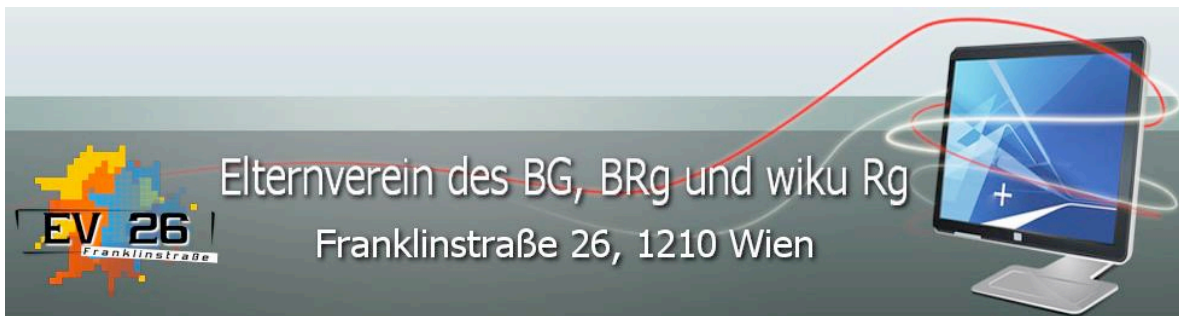 Elternverein des BG, BRg und wiku Rg
Franklinstraße 26, 1210 Wien
EV 26
Franklinstraße